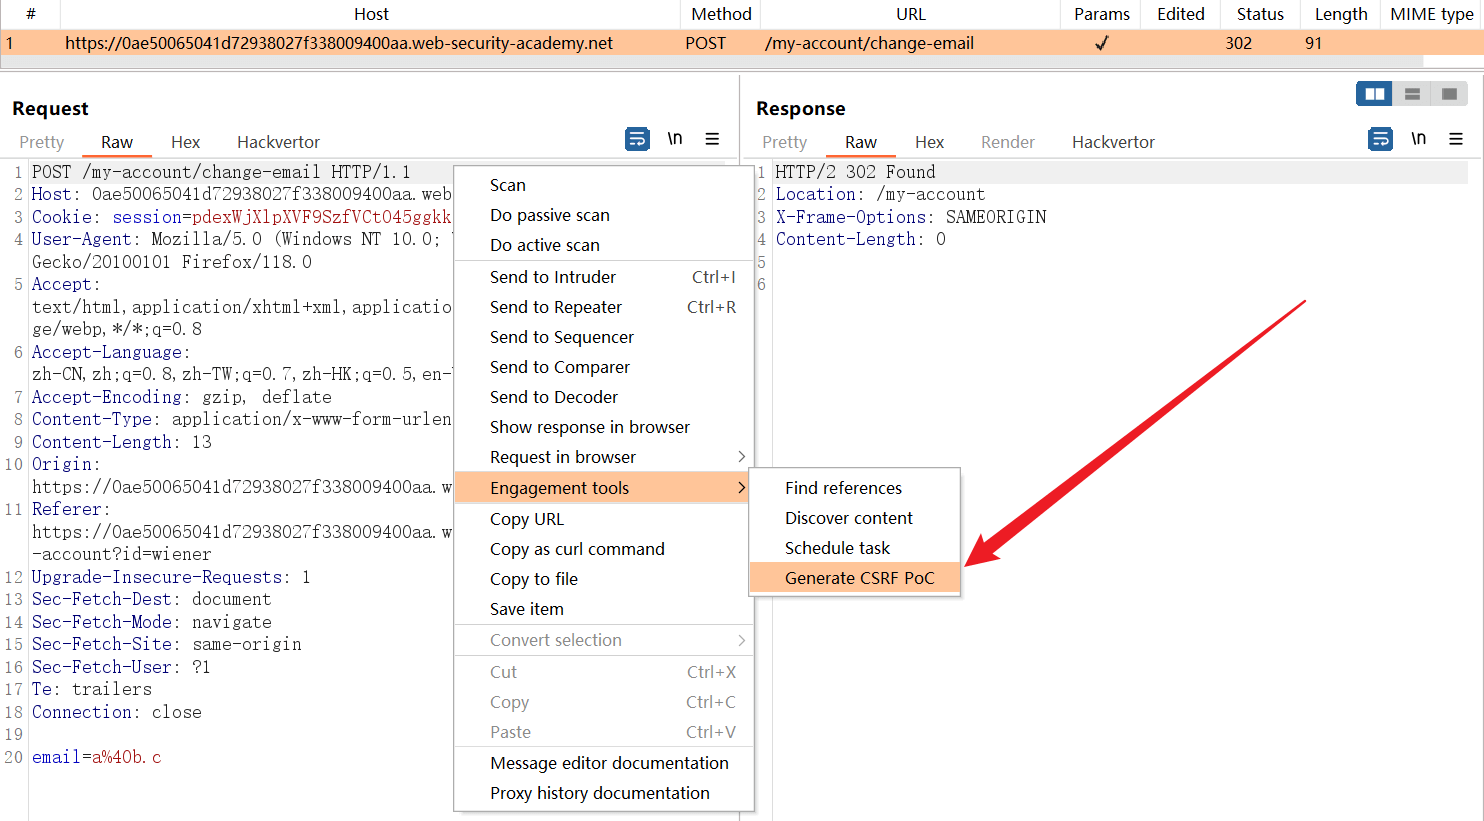 # Host Method URL Params Edited Status Length MIME type
1 https://0ae50065041d72938027f338009400aa.web-security-academy.net POST /my-account/change-email ✓ 302 91
Request
Pretty Raw Hex Hackvertor
\n
1 POST /my-account/change-email HTTP/1.1
2 Host: 0ae50065041d72938027f338009400aa.web
3 Cookie: session=pdexWjXlpXVF9SzfVCtO45ggkk
4 User-Agent: Mozilla/5.0 (Windows NT 10.0;
Gecko/20100101 Firefox/118.0
5 Accept:
text/html,application/xhtml+xml,applicatio
ge/webp,*/*;q=0.8
6 Accept-Language:
zh-CN,zh;q=0.8,zh-TW;q=0.7,zh-HK;q=0.5,en-
7 Accept-Encoding: gzip, deflate
8 Content-Type: application/x-www-form-urlen
9 Content-Length: 13
10 Origin:
https://0ae50065041d72938027f338009400aa.w
11 Referer:
https://0ae50065041d72938027f338009400aa.w
-account?id=wiener
12 Upgrade-Insecure-Requests: 1
13 Sec-Fetch-Dest: document
14 Sec-Fetch-Mode: navigate
15 Sec-Fetch-Site: same-origin
16 Sec-Fetch-User: ?1
17 Te: trailers
18 Connection: close
19
20 email=a%40b.c
Scan
Do passive scan
Do active scan
Send to Intruder Ctrl+I
Send to Repeater Ctrl+R
Send to Sequencer
Send to Comparer
Send to Decoder
Show response in browser
Request in browser
Engagement tools
Copy URL
Copy as curl command
Copy to file
Save item
Convert selection
Cut Ctrl+X
Copy Ctrl+C
Paste Ctrl+V
Message editor documentation
Proxy history documentation
Find references
Discover content
Schedule task
Generate CSRF PoC
Response
Pretty Raw Hex Render Hackvertor
\n
1 HTTP/2 302 Found
2 Location: /my-account
3 X-Frame-Options: SAMEORIGIN
4 Content-Length: 0
5
6